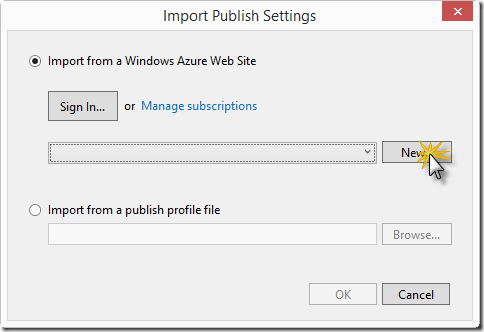 Import Publish Settings
Import from a Windows Azure Web Site
Sign In... or Manage subscriptions
New
Import from a publish profile file
Browse...
OK Cancel